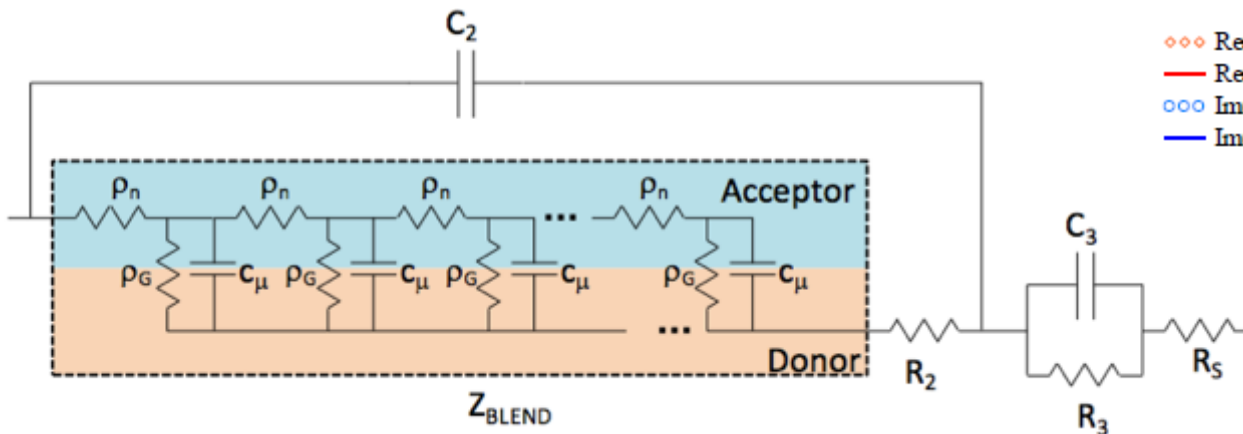 C₂
Re
Re
Im
Im
ρₙ ρₙ ρₙ ... ρₙ Acceptor
ρG cμ ρG cμ ρG cμ ρG cμ
... Donor
C₃
R₂ R₃ RS
Z_BLEND